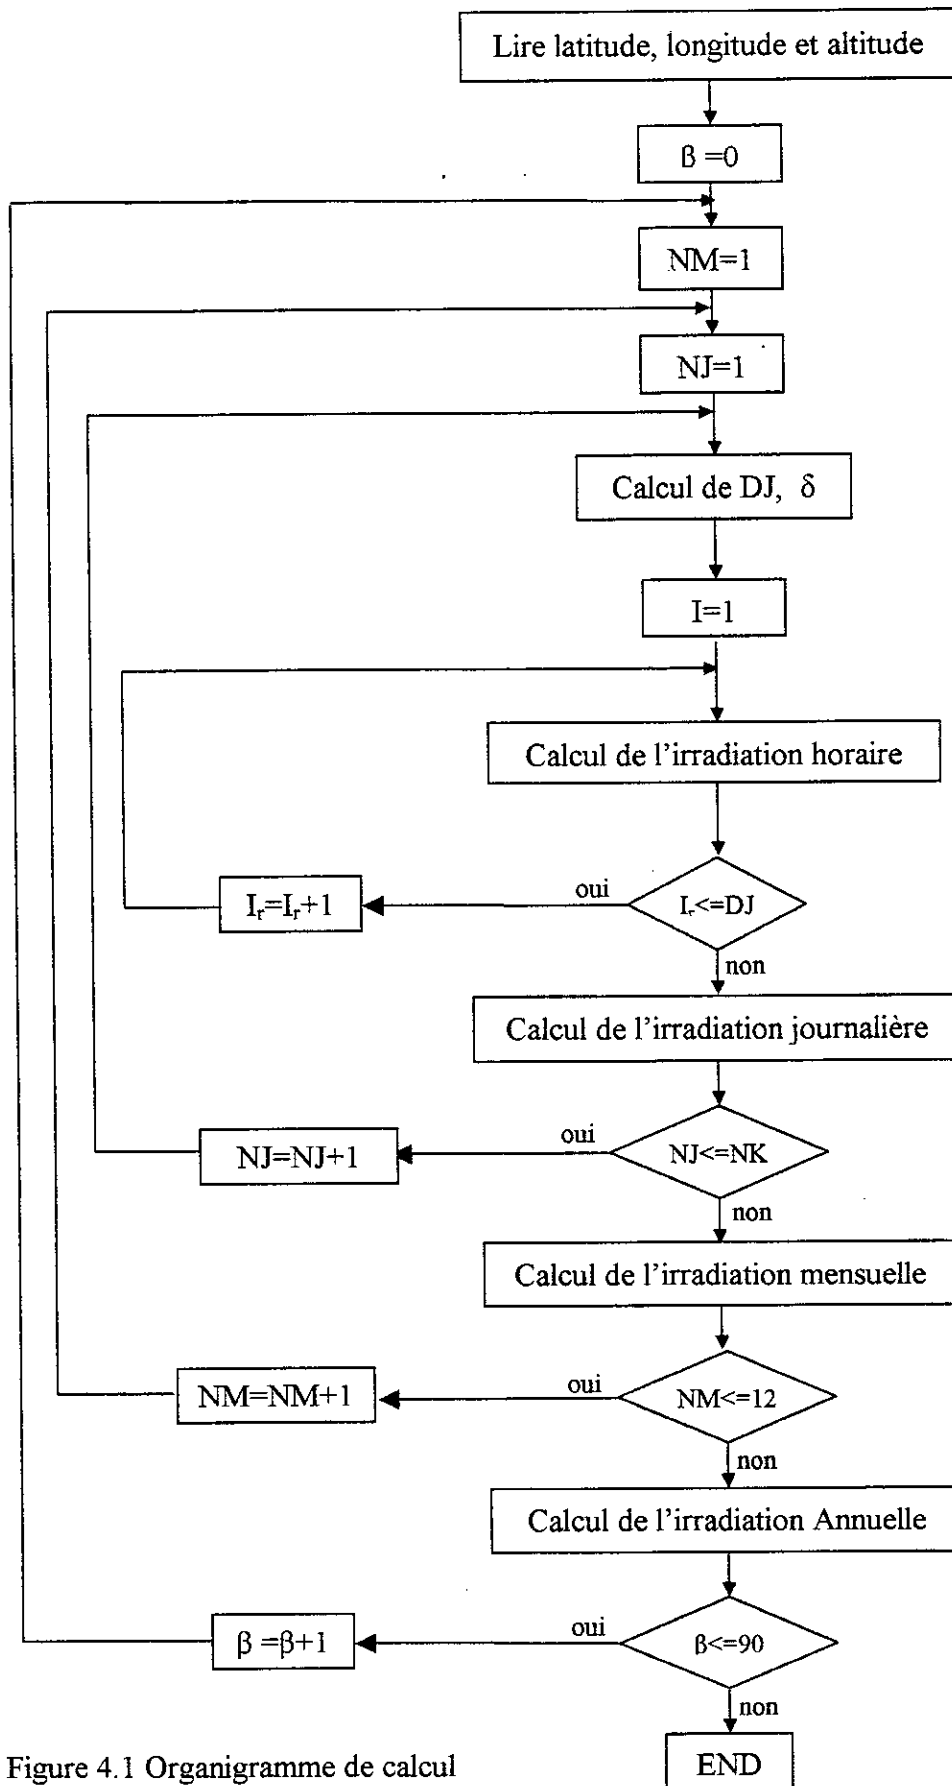 Lire latitude, longitude et altitude
ß =0
NM=1
NJ=1
Calcul de DJ, δ
I=1
Calcul de l'irradiation horaire
Ir<=DJ
oui
Ir=Ir+1
non
Calcul de l'irradiation journalière
NJ<=NK
oui
NJ=NJ+1
non
Calcul de l'irradiation mensuelle
NM<=12
oui
NM=NM+1
non
Calcul de l'irradiation Annuelle
β<=90
oui
β =β+1
non
END
Figure 4.1 Organigramme de calcul